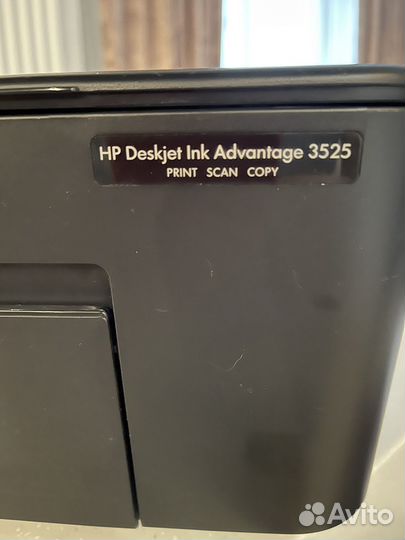 HP Deskjet Ink Advantage 3525
PRINT SCAN COPY
Avito